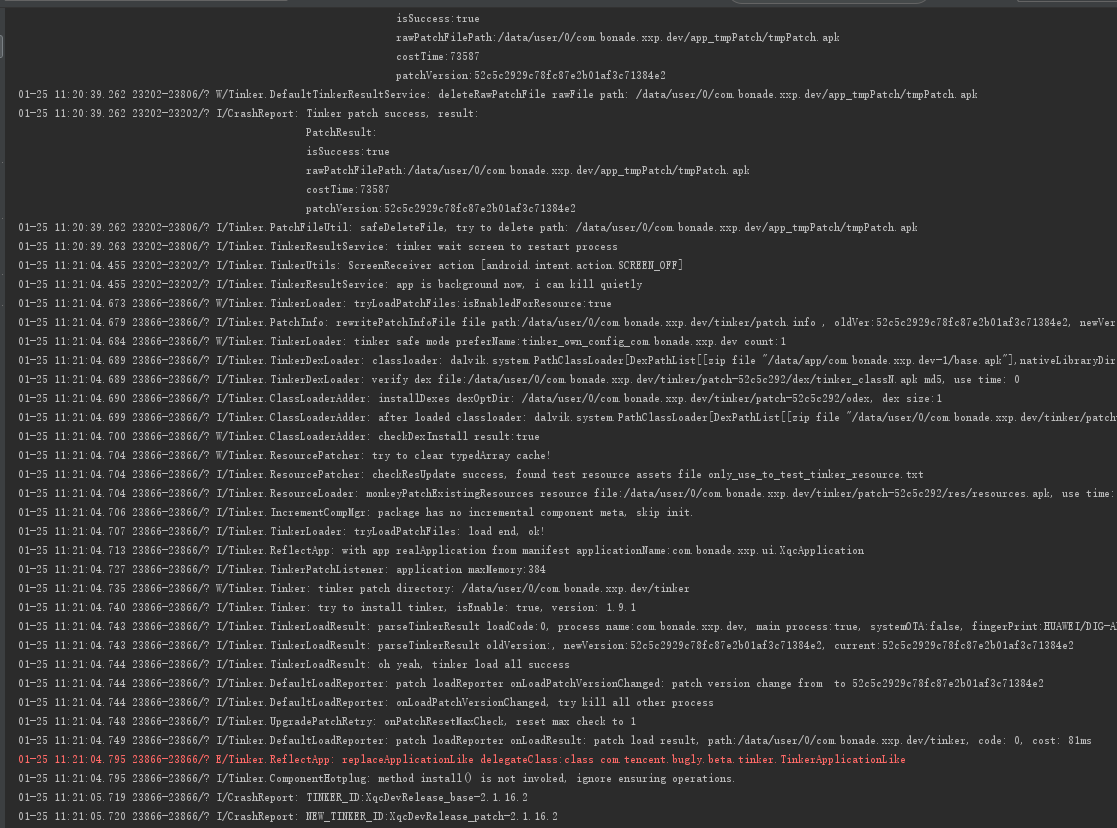 isSuccess:true
rawPatchFilePath:/data/user/0/com.bonade.xxp.dev/app_tmpPatch/tmpPatch.apk
costTime:73587
patchVersion:52c5c2929c78fc87e2b01af3c71384e2
01-25 11:20:39.262 23202-23806/? W/Tinker.DefaultTinkerResultService: deleteRawPatchFile rawFile path: /data/user/0/com.bonade.xxp.dev/app_tmpPatch/tmpPatch.apk
01-25 11:20:39.262 23202-23202/? I/CrashReport: Tinker patch success, result:
PatchResult:
isSuccess:true
rawPatchFilePath:/data/user/0/com.bonade.xxp.dev/app_tmpPatch/tmpPatch.apk
costTime:73587
patchVersion:52c5c2929c78fc87e2b01af3c71384e2
01-25 11:20:39.262 23202-23806/? I/Tinker.PatchFileUtil: safeDeleteFile, try to delete path: /data/user/0/com.bonade.xxp.dev/app_tmpPatch/tmpPatch.apk
01-25 11:20:39.263 23202-23806/? I/Tinker.TinkerResultService: tinker wait screen to restart process
01-25 11:21:04.455 23202-23202/? I/Tinker.TinkerUtils: ScreenReceiver action [android.intent.action.SCREEN_OFF]
01-25 11:21:04.455 23202-23202/? I/Tinker.TinkerResultService: app is background now, i can kill quietly
01-25 11:21:04.673 23866-23866/? W/Tinker.TinkerLoader: tryLoadPatchFiles:isEnabledForResource:true
01-25 11:21:04.679 23866-23866/? I/Tinker.PatchInfo: rewritePatchInfoFile file path:/data/user/0/com.bonade.xxp.dev/tinker/patch.info , oldVer:52c5c2929c78fc87e2b01af3c71384e2, newVer
01-25 11:21:04.684 23866-23866/? W/Tinker.TinkerLoader: tinker safe mode preferName:tinker_own_config_com.bonade.xxp.dev count:1
01-25 11:21:04.689 23866-23866/? I/Tinker.TinkerDexLoader: classloader: dalvik.system.PathClassLoader[DexPathList[[zip file "/data/app/com.bonade.xxp.dev-1/base.apk"],nativeLibraryDir
01-25 11:21:04.689 23866-23866/? I/Tinker.TinkerDexLoader: verify dex file:/data/user/0/com.bonade.xxp.dev/tinker/patch-52c5c292/dex/tinker_classN.apk md5, use time: 0
01-25 11:21:04.690 23866-23866/? I/Tinker.ClassLoaderAdder: installDexes dexOptDir: /data/user/0/com.bonade.xxp.dev/tinker/patch-52c5c292/odex, dex size:1
01-25 11:21:04.699 23866-23866/? I/Tinker.ClassLoaderAdder: after loaded classloader: dalvik.system.PathClassLoader[DexPathList[[zip file "/data/user/0/com.bonade.xxp.dev/tinker/patch-
01-25 11:21:04.700 23866-23866/? W/Tinker.ClassLoaderAdder: checkDexInstall result:true
01-25 11:21:04.704 23866-23866/? W/Tinker.ResourcePatcher: try to clear typedArray cache!
01-25 11:21:04.704 23866-23866/? I/Tinker.ResourcePatcher: checkResUpdate success, found test resource assets file only_use_to_test_tinker_resource.txt
01-25 11:21:04.704 23866-23866/? I/Tinker.ResourceLoader: monkeyPatchExistingResources resource file:/data/user/0/com.bonade.xxp.dev/tinker/patch-52c5c292/res/resources.apk, use time:
01-25 11:21:04.706 23866-23866/? I/Tinker.IncrementCompMgr: package has no incremental component meta, skip init.
01-25 11:21:04.707 23866-23866/? I/Tinker.TinkerLoader: tryLoadPatchFiles: load end, ok!
01-25 11:21:04.713 23866-23866/? I/Tinker.ReflectApp: with app realApplication from manifest applicationName:com.bonade.xxp.ui.XqcApplication
01-25 11:21:04.727 23866-23866/? I/Tinker.TinkerPatchListener: application maxMemory:384
01-25 11:21:04.735 23866-23866/? W/Tinker.Tinker: tinker patch directory: /data/user/0/com.bonade.xxp.dev/tinker
01-25 11:21:04.740 23866-23866/? I/Tinker.Tinker: try to install tinker, isEnable: true, version: 1.9.1
01-25 11:21:04.743 23866-23866/? I/Tinker.TinkerLoadResult: parseTinkerResult loadCode:0, process name:com.bonade.xxp.dev, main process:true, systemOTA:false, fingerPrint:HUAWEI/DIG-A
01-25 11:21:04.743 23866-23866/? I/Tinker.TinkerLoadResult: parseTinkerResult oldVersion:, newVersion:52c5c2929c78fc87e2b01af3c71384e2, current:52c5c2929c78fc87e2b01af3c71384e2
01-25 11:21:04.744 23866-23866/? I/Tinker.TinkerLoadResult: oh yeah, tinker load all success
01-25 11:21:04.744 23866-23866/? I/Tinker.DefaultLoadReporter: patch loadReporter onLoadPatchVersionChanged: patch version change from  to 52c5c2929c78fc87e2b01af3c71384e2
01-25 11:21:04.744 23866-23866/? I/Tinker.DefaultLoadReporter: onLoadPatchVersionChanged, try kill all other process
01-25 11:21:04.748 23866-23866/? I/Tinker.UpgradePatchRetry: onPatchResetMaxCheck, reset max check to 1
01-25 11:21:04.749 23866-23866/? I/Tinker.DefaultLoadReporter: patch loadReporter onLoadResult: patch load result, path:/data/user/0/com.bonade.xxp.dev/tinker, code: 0, cost: 81ms
01-25 11:21:04.795 23866-23866/? E/Tinker.ReflectApp: replaceApplicationLike delegateClass:class com.tencent.bugly.beta.tinker.TinkerApplicationLike
01-25 11:21:04.795 23866-23866/? I/Tinker.ComponentHotplug: method install() is not invoked, ignore ensuring operations.
01-25 11:21:05.719 23866-23866/? I/CrashReport: TINKER_ID:XqcDevRelease_base-2.1.16.2
01-25 11:21:05.720 23866-23866/? I/CrashReport: NEW_TINKER_ID:XqcDevRelease_patch-2.1.16.2